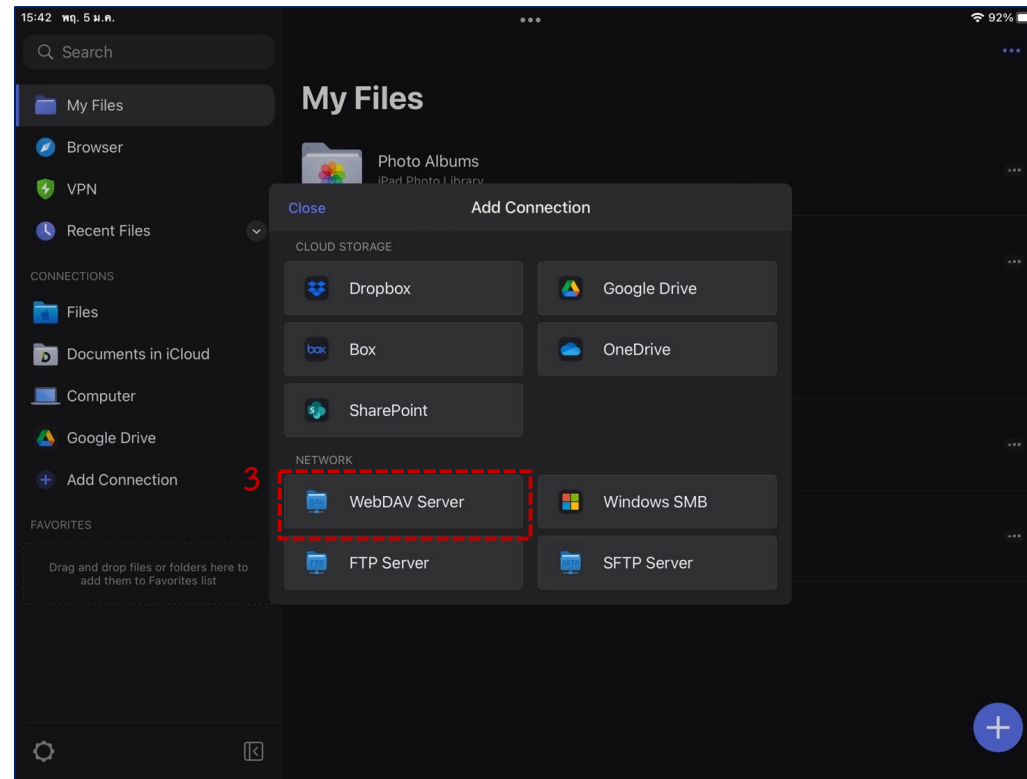 15:42 พฤ. 5 ม.ค.
92%
Search
My Files
Browser
VPN
Recent Files
CONNECTIONS
Files
Documents in iCloud
Computer
Google Drive
Add Connection
FAVORITES
Drag and drop files or folders here to
add them to Favorites list
My Files
Photo Albums
iPad Photo Library
Close
Add Connection
CLOUD STORAGE
Dropbox
Google Drive
box
Box
OneDrive
S
SharePoint
NETWORK
3
DAV
WebDAV Server
Windows SMB
FTP
FTP Server
SFTP
SFTP Server